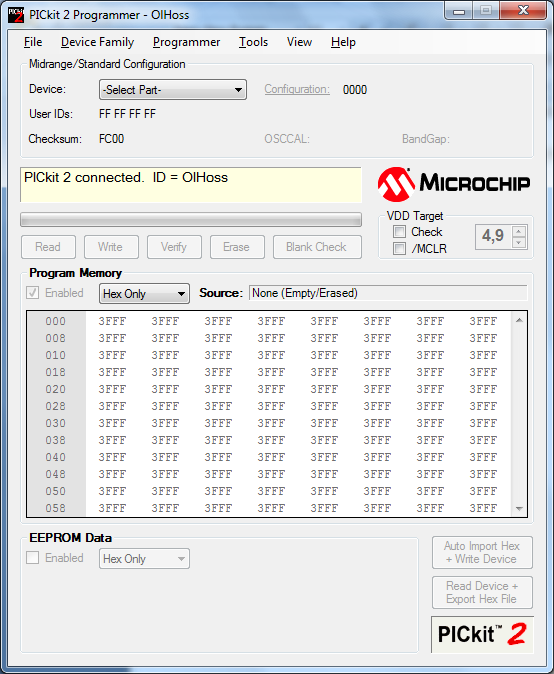 PICkit 2 Programmer - OlHoss
File Device Family Programmer Tools View Help
Midrange/Standard Configuration
Device: -Select Part- Configuration: 0000
User IDs: FF FF FF FF
Checksum: FC00 OSCCAL: BandGap:
PICkit 2 connected. ID = OlHoss
MICROCHIP
VDD Target
Check
/MCLR
4,9
Read Write Verify Erase Blank Check
Program Memory
Enabled Hex Only Source: None (Empty/Erased)
000 3FFF 3FFF 3FFF 3FFF 3FFF 3FFF 3FFF 3FFF
008 3FFF 3FFF 3FFF 3FFF 3FFF 3FFF 3FFF 3FFF
010 3FFF 3FFF 3FFF 3FFF 3FFF 3FFF 3FFF 3FFF
018 3FFF 3FFF 3FFF 3FFF 3FFF 3FFF 3FFF 3FFF
020 3FFF 3FFF 3FFF 3FFF 3FFF 3FFF 3FFF 3FFF
028 3FFF 3FFF 3FFF 3FFF 3FFF 3FFF 3FFF 3FFF
030 3FFF 3FFF 3FFF 3FFF 3FFF 3FFF 3FFF 3FFF
038 3FFF 3FFF 3FFF 3FFF 3FFF 3FFF 3FFF 3FFF
040 3FFF 3FFF 3FFF 3FFF 3FFF 3FFF 3FFF 3FFF
048 3FFF 3FFF 3FFF 3FFF 3FFF 3FFF 3FFF 3FFF
050 3FFF 3FFF 3FFF 3FFF 3FFF 3FFF 3FFF 3FFF
058 3FFF 3FFF 3FFF 3FFF 3FFF 3FFF 3FFF 3FFF
EEPROM Data
Enabled Hex Only
Auto Import Hex
+ Write Device
Read Device +
Export Hex File
PICkit™ 2